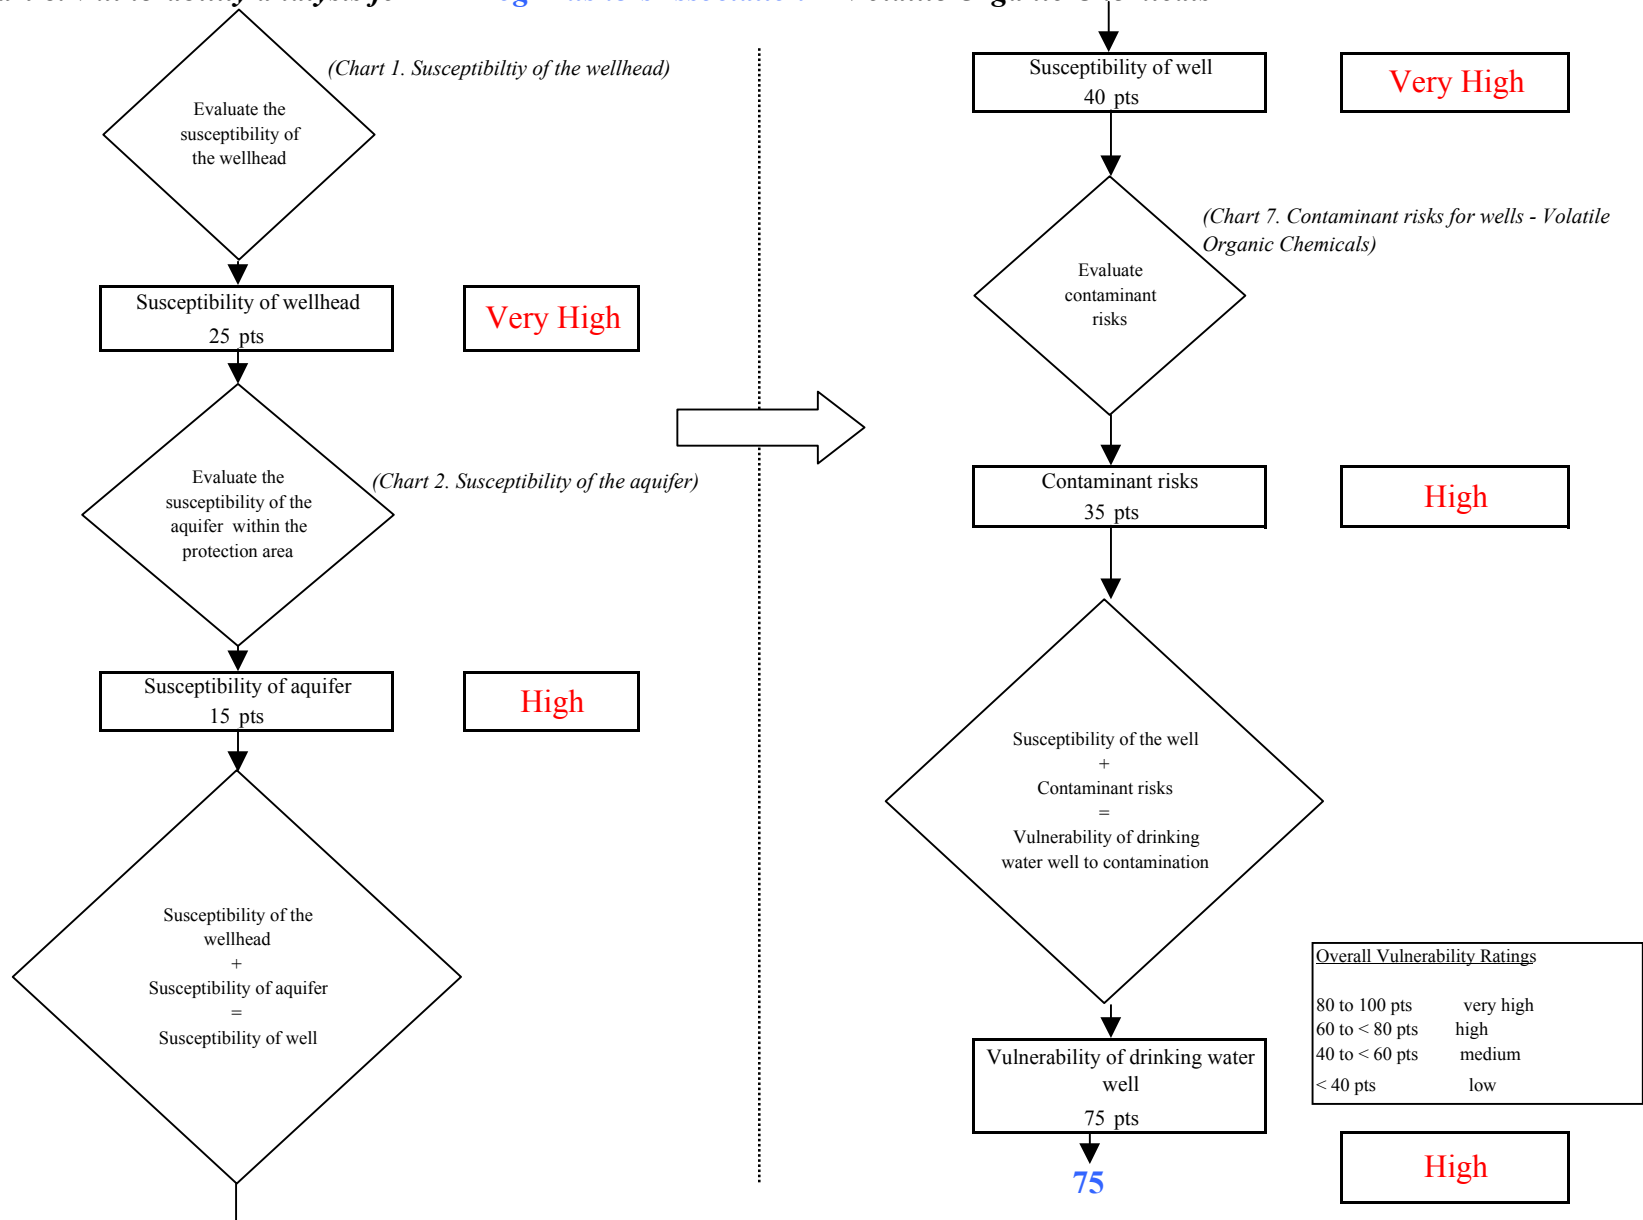 (Chart 1. Susceptibiltiy of the wellhead)
Evaluate the
susceptibility of
the wellhead
Susceptibility of wellhead
25 pts
Very High
Evaluate the
susceptibility of the
aquifer within the
protection area
(Chart 2. Susceptibility of the aquifer)
Susceptibility of aquifer
15 pts
High
Susceptibility of the
wellhead
+
Susceptibility of aquifer
=
Susceptibility of well
Susceptibility of well
40 pts
Very High
(Chart 7. Contaminant risks for wells - Volatile
Organic Chemicals)
Evaluate
contaminant
risks
Contaminant risks
35 pts
High
Susceptibility of the well
+
Contaminant risks
=
Vulnerability of drinking
water well to contamination
Vulnerability of drinking water
well
75 pts
75
Overall Vulnerability Ratings
80 to 100 pts very high
60 to < 80 pts high
40 to < 60 pts medium
< 40 pts low
High